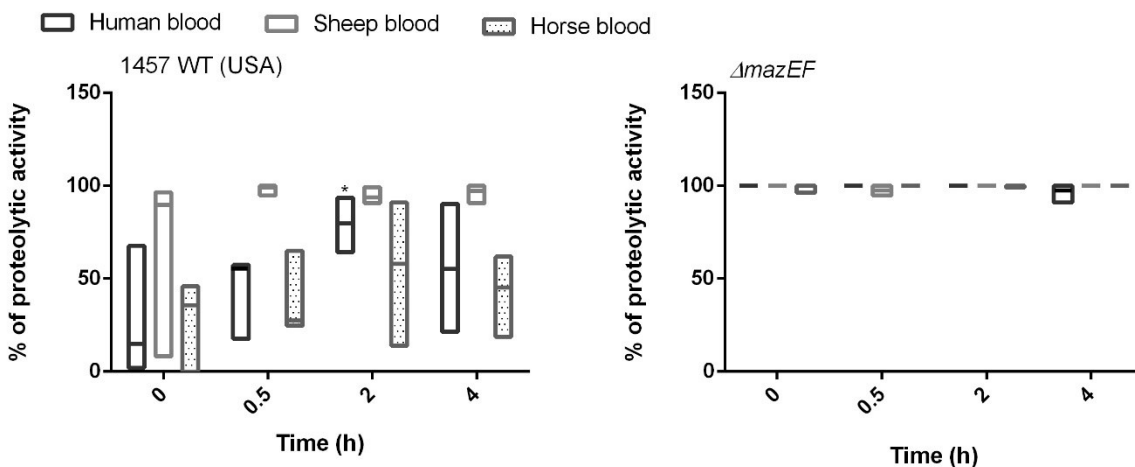 Human blood Sheep blood Horse blood
1457 WT (USA)
% of proteolytic activity
150
100
50
0
*
0 0.5 2 4
Time (h)
ΔmazEF
% of proteolytic activity
150
100
50
0
0 0.5 2 4
Time (h)